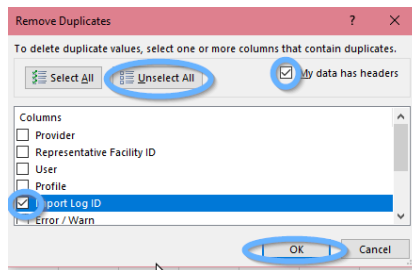 Remove Duplicates ? ×
To delete duplicate values, select one or more columns that contain duplicates.
Select All Unselect All My data has headers
Columns
Provider
Representative Facility ID
User
Profile
Import Log ID
Error / Warn
OK Cancel